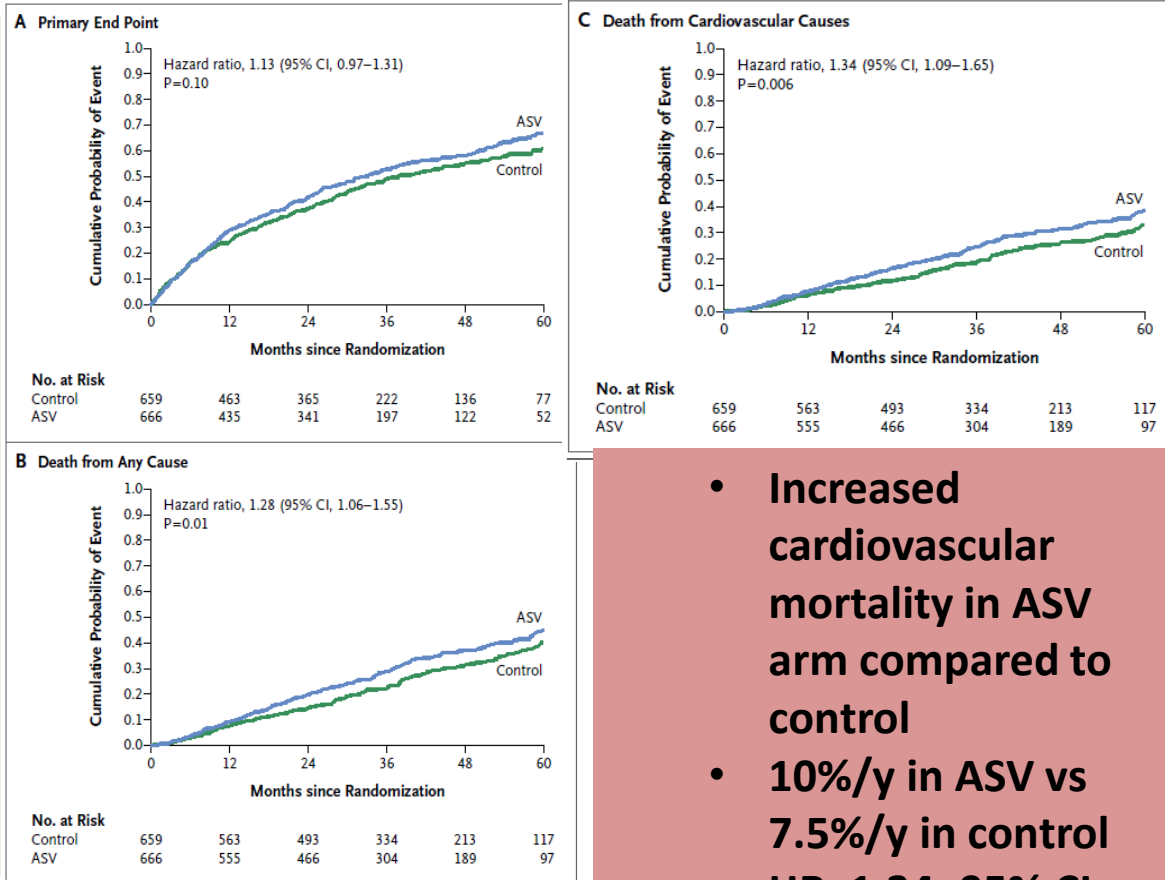 A Primary End Point
Cumulative Probability of Event
1.0
0.9
0.8
0.7
0.6
0.5
0.4
0.3
0.2
0.1
0.0
Hazard ratio, 1.13 (95% CI, 0.97–1.31)
P=0.10
ASV
Control
0 12 24 36 48 60
Months since Randomization
No. at Risk
Control 659 463 365 222 136 77
ASV 666 435 341 197 122 52
B Death from Any Cause
Cumulative Probability of Event
1.0
0.9
0.8
0.7
0.6
0.5
0.4
0.3
0.2
0.1
0.0
Hazard ratio, 1.28 (95% CI, 1.06–1.55)
P=0.01
ASV
Control
0 12 24 36 48 60
Months since Randomization
No. at Risk
Control 659 563 493 334 213 117
ASV 666 555 466 304 189 97
C Death from Cardiovascular Causes
Cumulative Probability of Event
1.0
0.9
0.8
0.7
0.6
0.5
0.4
0.3
0.2
0.1
0.0
Hazard ratio, 1.34 (95% CI, 1.09–1.65)
P=0.006
ASV
Control
0 12 24 36 48 60
Months since Randomization
No. at Risk
Control 659 563 493 334 213 117
ASV 666 555 466 304 189 97
• Increased
cardiovascular
mortality in ASV
arm compared to
control
• 10%/y in ASV vs
7.5%/y in control